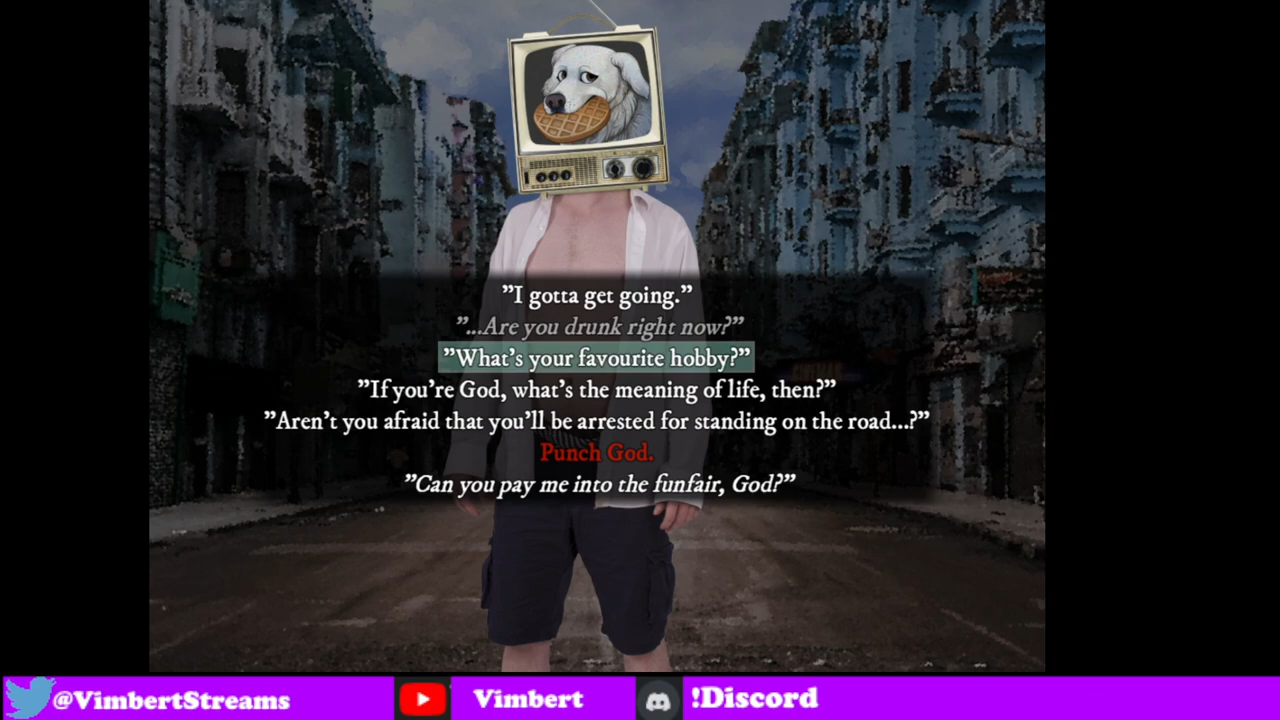 ”I gotta get going.”
”...Are you drunk right now?”
”What's your favourite hobby?”
”If you're God, what's the meaning of life, then?”
”Aren't you afraid that you'll be arrested for standing on the road...?”
Punch God.
”Can you pay me into the funfair, God?”
@VimbertStreams
Vimbert
!Discord